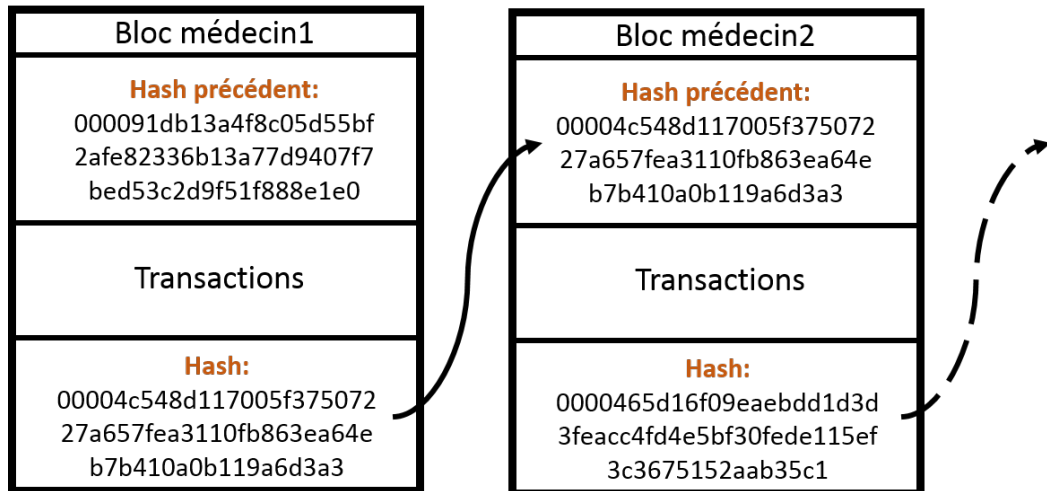 Bloc médecin1
Hash précédent:
000091db13a4f8c05d55bf
2afe82336b13a77d9407f7
bed53c2d9f51f888e1e0
Transactions
Hash:
00004c548d117005f375072
27a657fea3110fb863ea64e
b7b410a0b119a6d3a3
Bloc médecin2
Hash précédent:
00004c548d117005f375072
27a657fea3110fb863ea64e
b7b410a0b119a6d3a3
Transactions
Hash:
0000465d16f09eaebdd1d3d
3feacc4fd4e5bf30fede115ef
3c3675152aab35c1